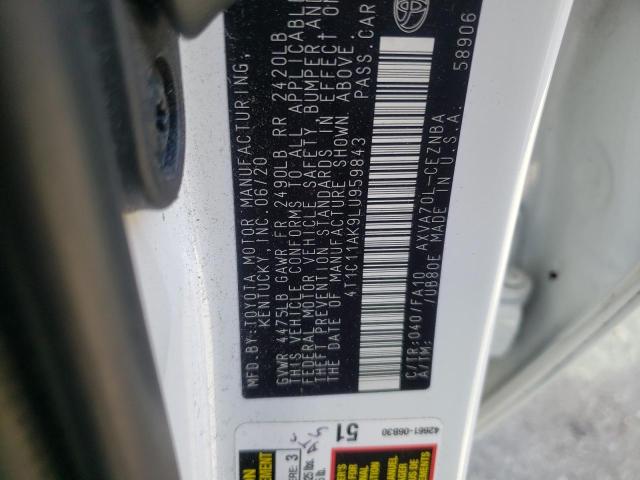 MFD.BY:TOYOTA MOTOR MANUFACTURING,
KENTUCKY, INC 06/20
GVWR 4475LB GAWR FR 2490LB RR 2420LB
THIS VEHICLE CONFORMS TO ALL APPLICABLE
FEDERAL MOTOR VEHICLE SAFETY, BUMPER, AND
THEFT PREVENTION STANDARDS IN EFFECT ON
THE DATE OF MANUFACTURE SHOWN ABOVE.
4T1C11AK9LU959843 PASS.CAR
C/TR:040/FA10 AXVA70L-CEZNBA
A/TM: /0B80E MADE IN U.S.A.
58906
51
42661-06B30